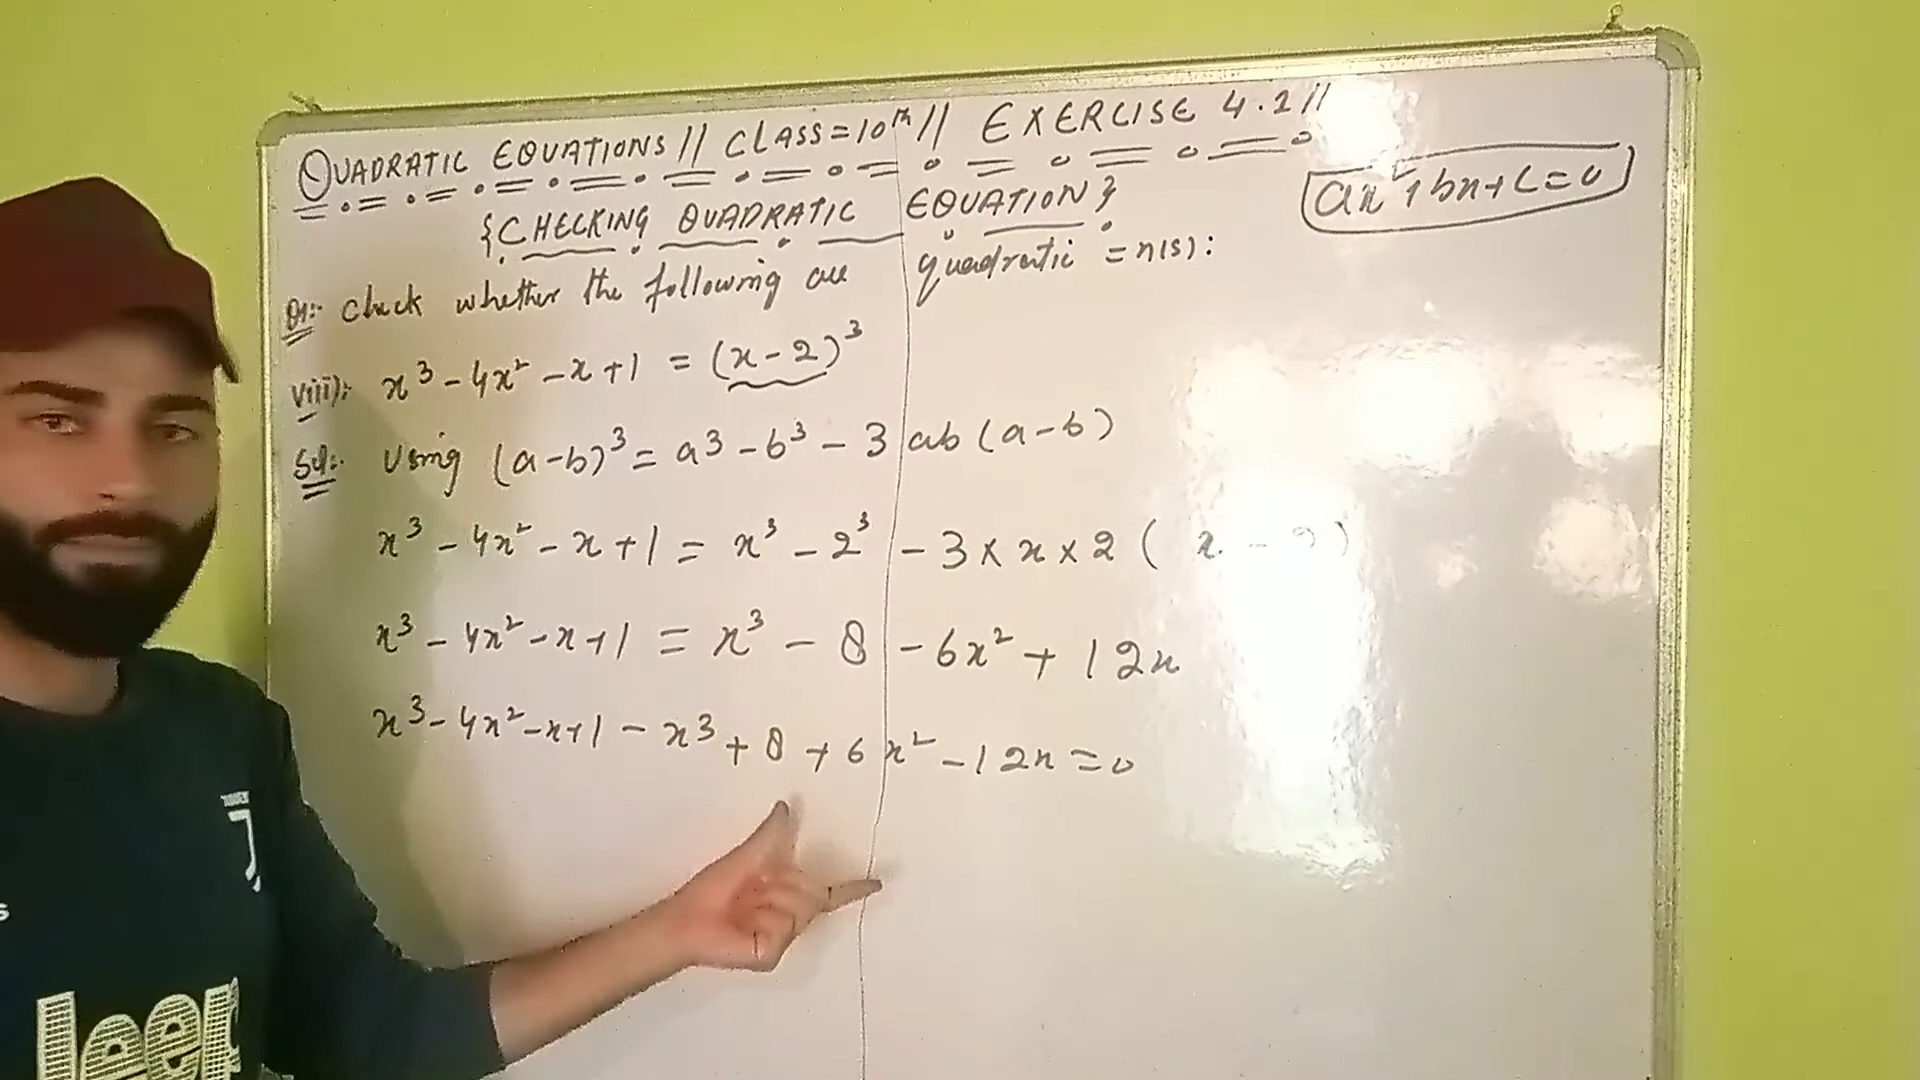 QUADRATIC EQUATIONS // CLASS=10th // EXERCISE 4.1//
{CHECKING QUADRATIC EQUATION}
ax²+bx+c=0
Q1:- Check whether the following are quadratic =n(s):
viii):- x³-4x²-x+1 = (x-2)³
Sol:- Using (a-b)³ = a³-b³-3ab(a-b)
x³-4x²-x+1 = x³-2³-3×x×2(x-2)
x³-4x²-x+1 = x³-8-6x²+12x
x³-4x²-x+1-x³+8+6x²-12x=0
Jeep